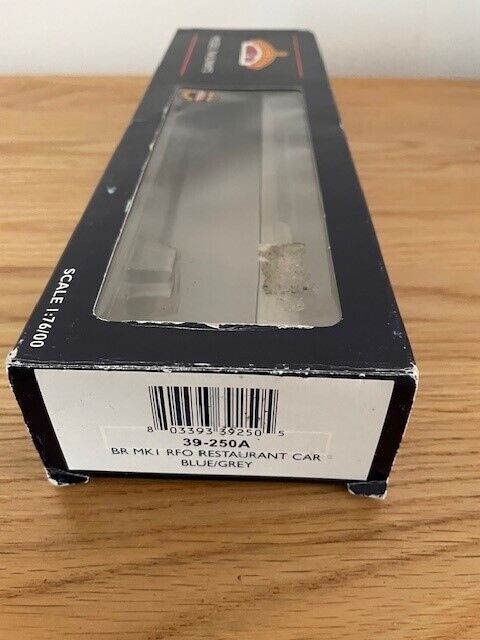 SCALE 1:76/00
8 03393 39250 5
39-250A
BR MK1 RFO RESTAURANT CAR
BLUE/GREY